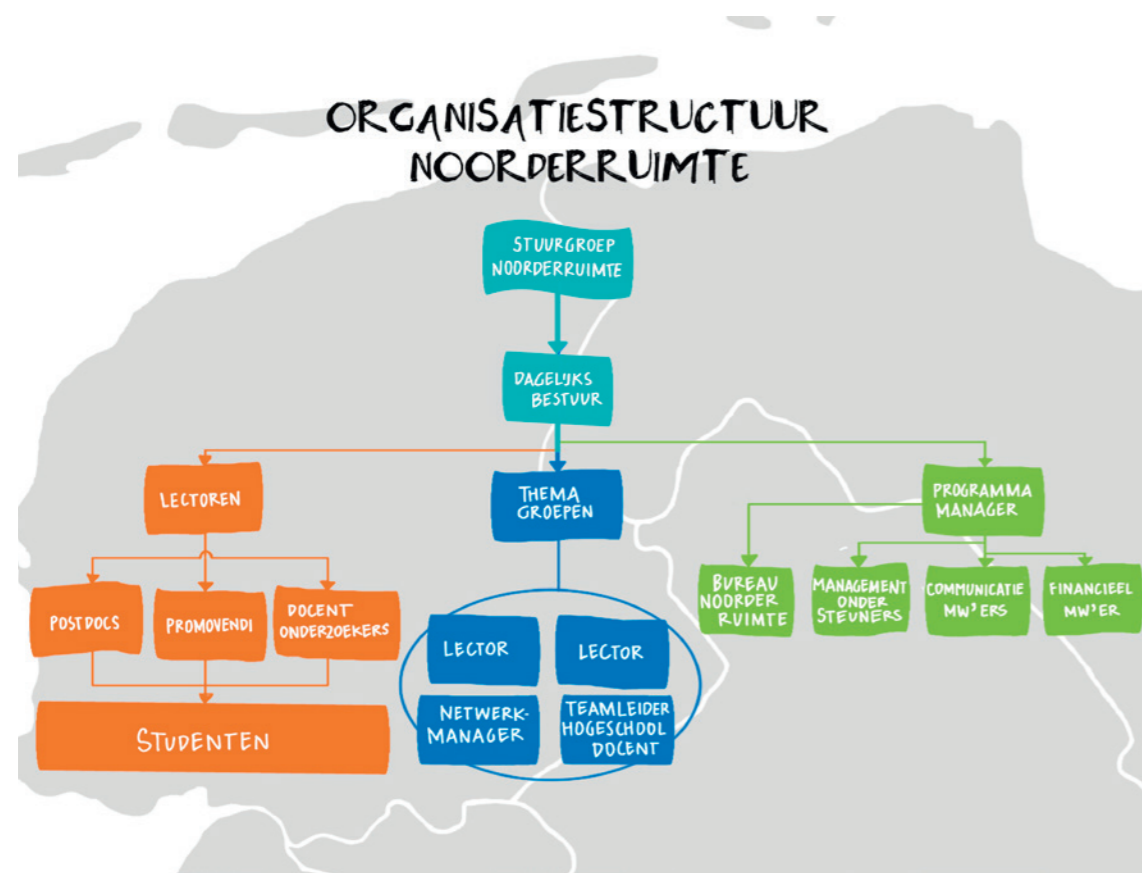 ORGANISATIESTRUCTUUR
NOORDERRUIMTE
STUURGROEP
NOORDERRUIMTE
DAGELIJKS
BESTUUR
LECTOREN
THEMA
GROEPEN
PROGRAMMA
MANAGER
POSTDOCS
PROMOVENDI
DOCENT
ONDERZOEKERS
STUDENTEN
LECTOR
LECTOR
NETWERK-
MANAGER
TEAMLEIDER
HOGESCHOOL
DOCENT
BUREAU
NOORDER
RUIMTE
MANAGEMENT
ONDER
STEUNERS
COMMUNICATIE
MW'ERS
FINANCIEEL
MW'ER